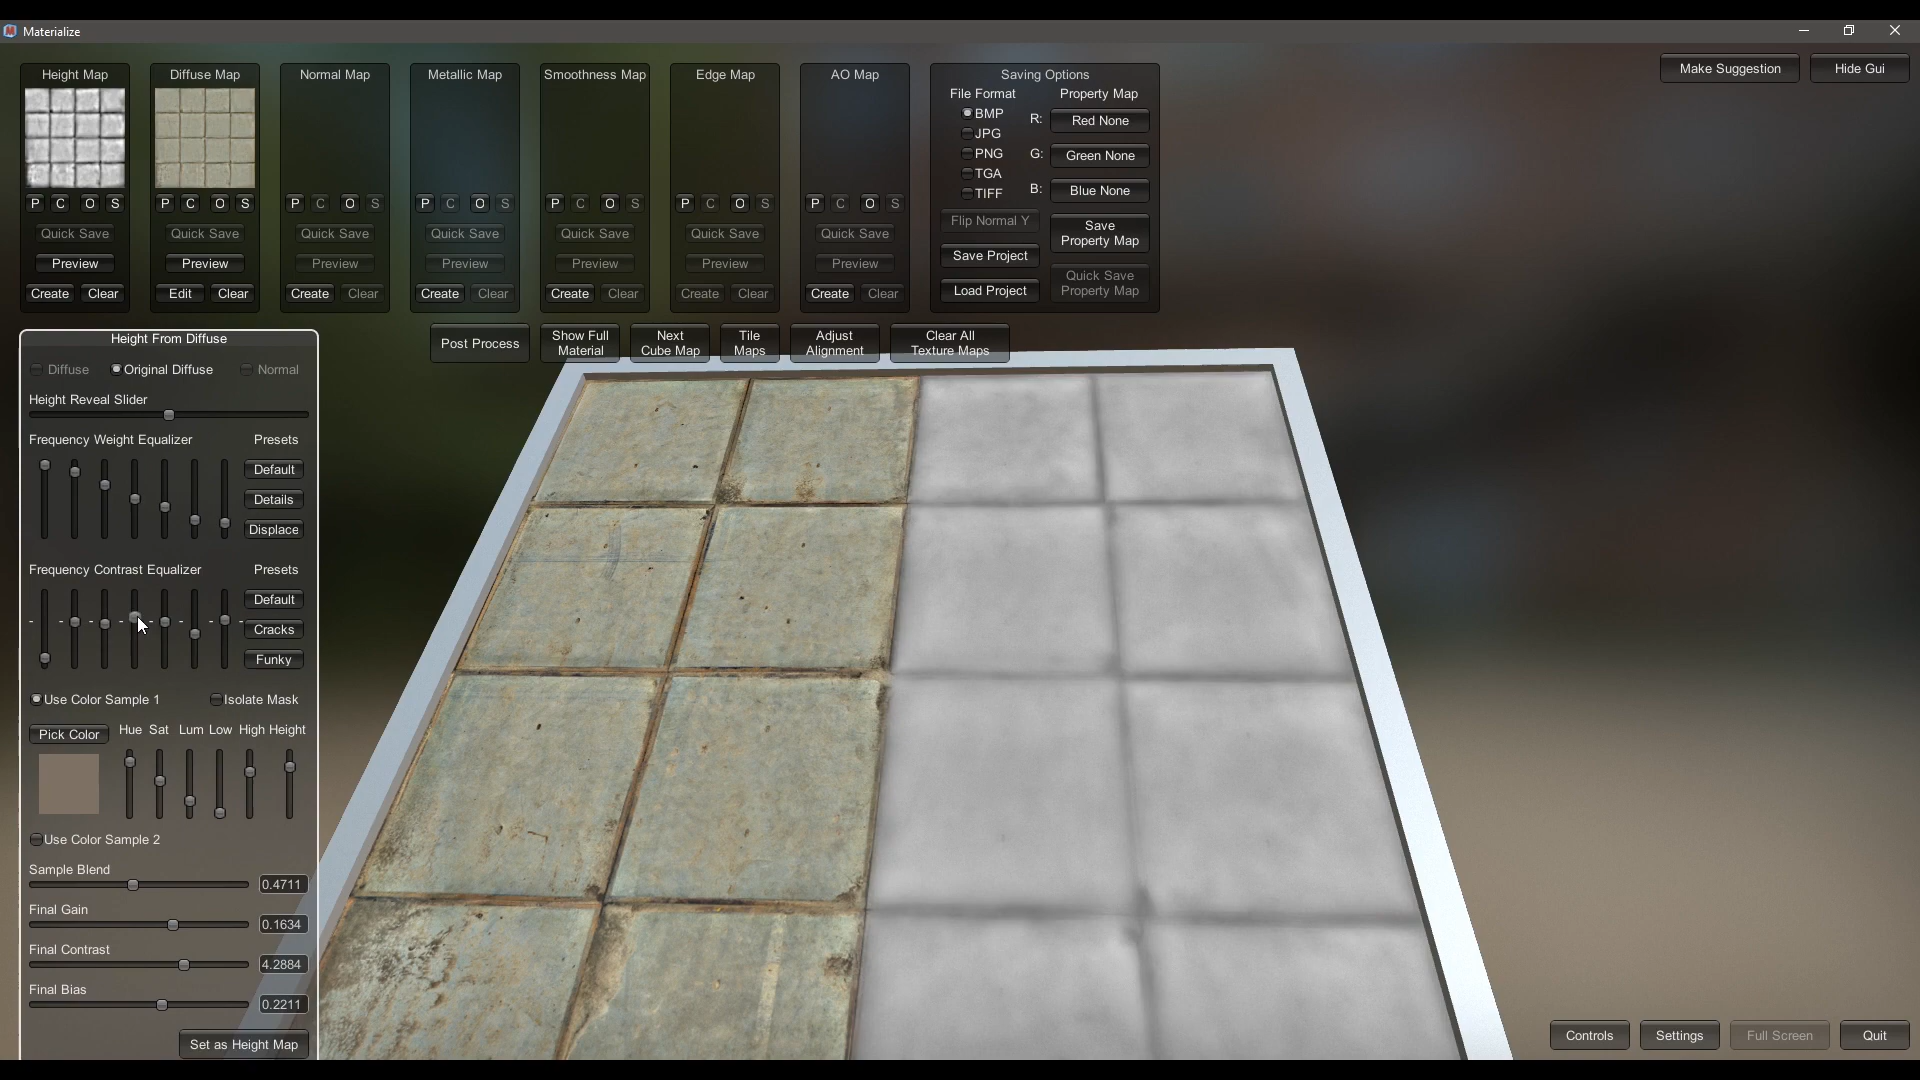 Materialize
Make Suggestion
Hide Gui
Height Map
Diffuse Map
Normal Map
Metallic Map
Smoothness Map
Edge Map
AO Map
Saving Options
File Format
Property Map
BMP
R:
Red None
JPG
PNG
G:
Green None
TGA
TIFF
B:
Blue None
P C O S
P C O S
P C O S
P C O S
P C O S
P C O S
P C O S
Flip Normal Y
Save
Property Map
Quick Save
Quick Save
Quick Save
Quick Save
Quick Save
Quick Save
Quick Save
Save Project
Preview
Preview
Preview
Preview
Preview
Preview
Preview
Quick Save
Property Map
Create Clear
Edit Clear
Create Clear
Create Clear
Create Clear
Create Clear
Create Clear
Load Project
Post Process
Show Full
Material
Next
Cube Map
Tile
Maps
Adjust
Alignment
Clear All
Texture Maps
Height From Diffuse
Diffuse Original Diffuse Normal
Height Reveal Slider
Frequency Weight Equalizer Presets
Default
Details
Displace
Frequency Contrast Equalizer Presets
Default
Cracks
Funky
Use Color Sample 1 Isolate Mask
Pick Color Hue Sat Lum Low High Height
Use Color Sample 2
Sample Blend
0.4711
Final Gain
0.1634
Final Contrast
4.2884
Final Bias
0.2211
Set as Height Map
Controls
Settings
Full Screen
Quit